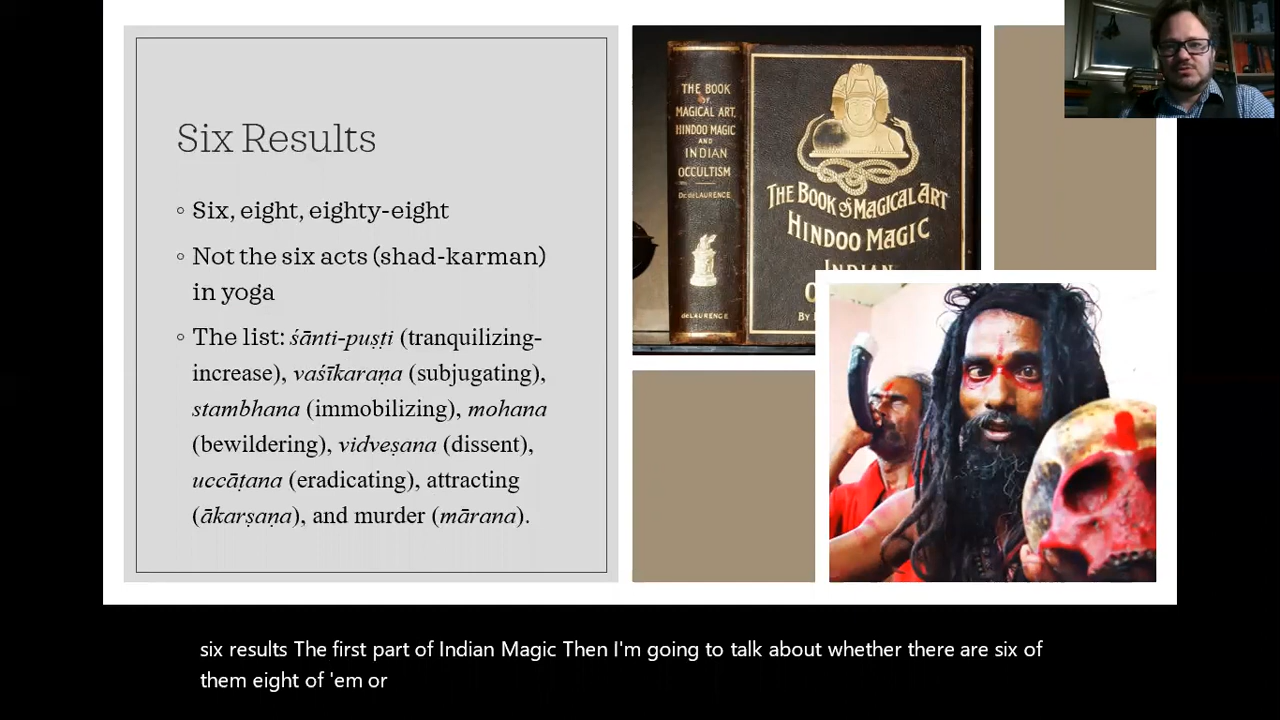 Six Results
◦ Six, eight, eighty-eight
◦ Not the six acts (shad-karman)
in yoga
◦ The list: śānti-puṣṭi (tranquilizing-
increase), vaśīkaraṇa (subjugating),
stambhana (immobilizing), mohana
(bewildering), vidveṣana (dissent),
uccāṭana (eradicating), attracting
(ākarṣaṇa), and murder (mārana).
THE BOOK
OF
MAGICAL ART,
HINDOO MAGIC
AND
INDIAN
OCCULTISM
Dr. deLAURENCE
deLAURENCE
THE BOOK of MAGICAL ART
HINDOO MAGIC
INDIAN
O
By
six results The first part of Indian Magic Then I'm going to talk about whether there are six of
them eight of 'em or